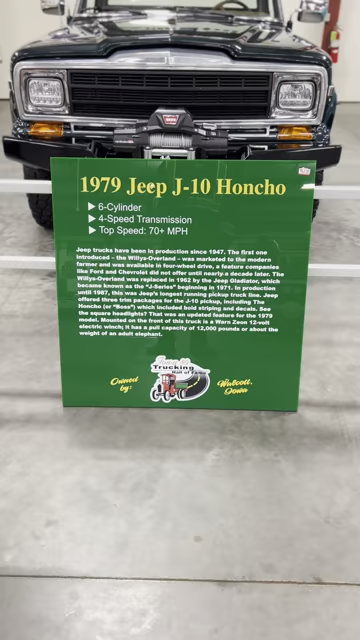 WARN
1979 Jeep J-10 Honcho
▶ 6-Cylinder
▶ 4-Speed Transmission
▶ Top Speed: 70+ MPH
Jeep trucks have been in production since 1947. The first one
introduced – the Willys-Overland – was marketed to the modern
farmer and was available in four-wheel drive, a feature companies
like Ford and Chevrolet did not offer until nearly a decade later. The
Willys-Overland was replaced in 1962 by the Jeep Gladiator, which
became known as the "J-Series" beginning in 1971. In production
until 1987, this was Jeep's longest running pickup truck line. Jeep
offered three trim packages for the J-10 pickup, including The
Honcho (or "Boss") which included bold striping and decals. See
the square headlights? That was an updated feature for the 1979
model. Mounted on the front of this truck is a Warn Zeon 12-volt
electric winch; it has a pull capacity of 12,000 pounds or about the
weight of an adult elephant.
Trucking
Hall of Fame
Owned
by:
Walcott,
Iowa